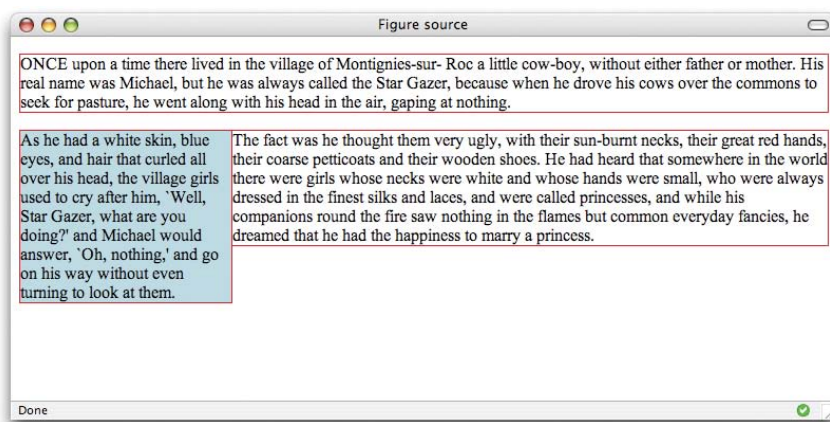 Figure source
ONCE upon a time there lived in the village of Montignies-sur- Roc a little cow-boy, without either father or mother. His
real name was Michael, but he was always called the Star Gazer, because when he drove his cows over the commons to
seek for pasture, he went along with his head in the air, gaping at nothing.
As he had a white skin, blue
eyes, and hair that curled all
over his head, the village girls
used to cry after him, `Well,
Star Gazer, what are you
doing?' and Michael would
answer, `Oh, nothing,' and go
on his way without even
turning to look at them.
The fact was he thought them very ugly, with their sun-burnt necks, their great red hands,
their coarse petticoats and their wooden shoes. He had heard that somewhere in the world
there were girls whose necks were white and whose hands were small, who were always
dressed in the finest silks and laces, and were called princesses, and while his
companions round the fire saw nothing in the flames but common everyday fancies, he
dreamed that he had the happiness to marry a princess.
Done